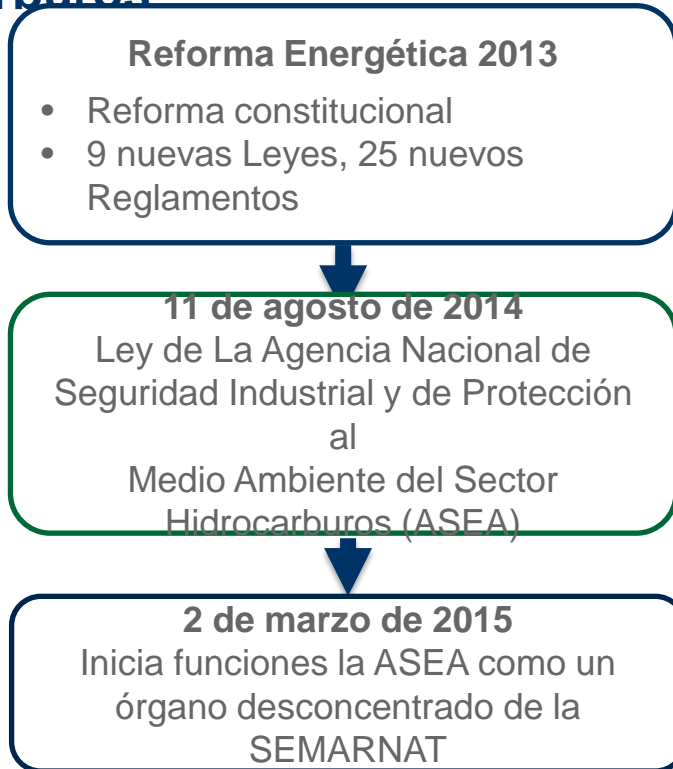 Reforma Energética 2013
• Reforma constitucional
• 9 nuevas Leyes, 25 nuevos
Reglamentos
11 de agosto de 2014
Ley de La Agencia Nacional de
Seguridad Industrial y de Protección
al
Medio Ambiente del Sector
Hidrocarburos (ASEA)
2 de marzo de 2015
Inicia funciones la ASEA como un
órgano desconcentrado de la
SEMARNAT